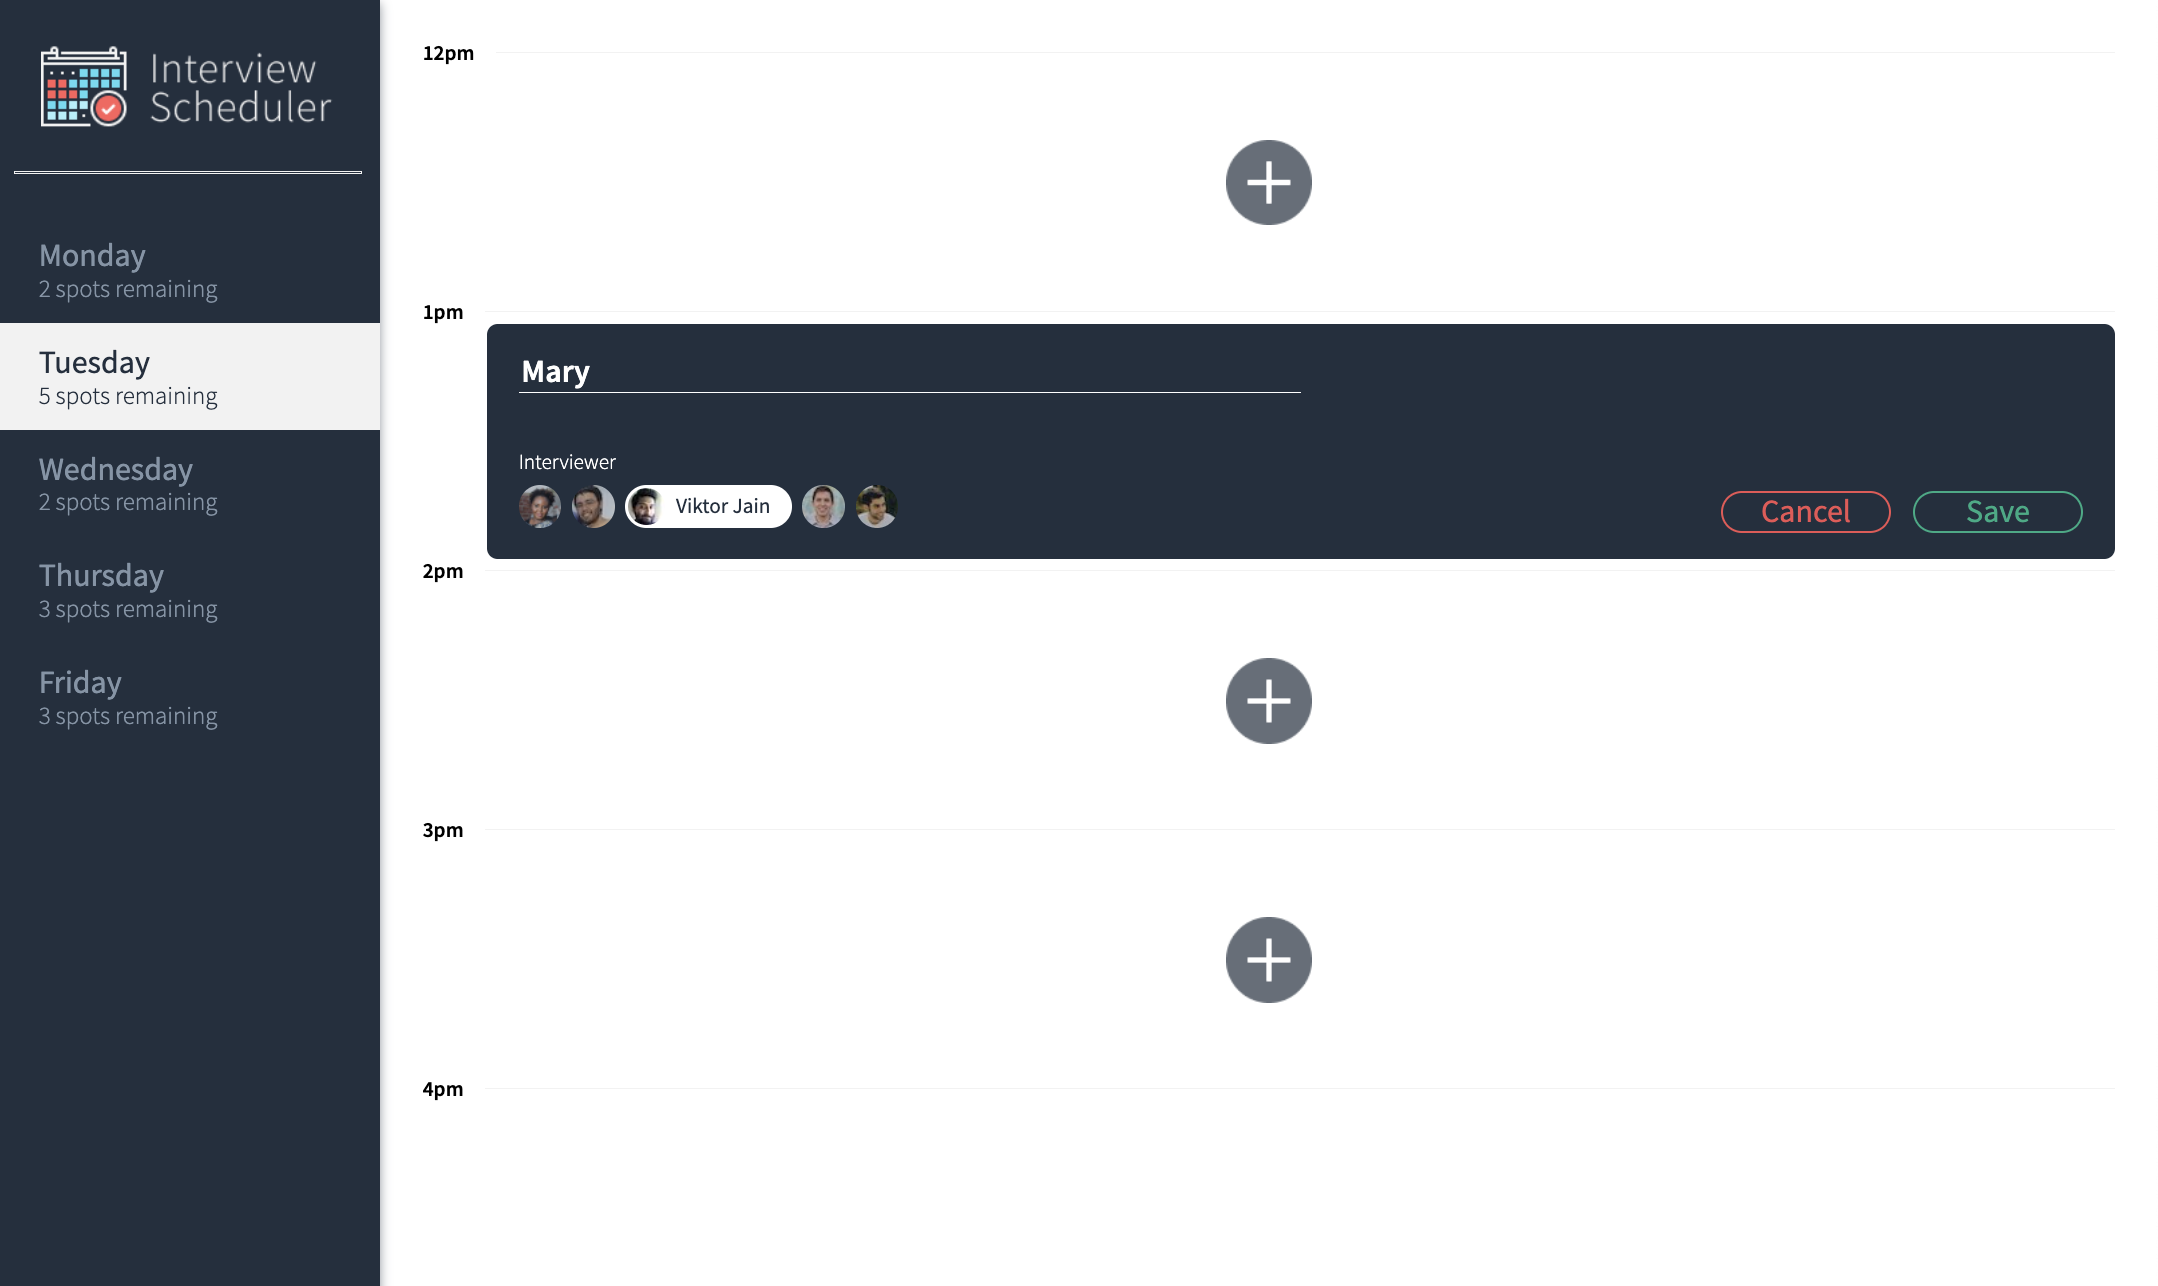 Interview
Scheduler
Monday
2 spots remaining
Tuesday
5 spots remaining
Wednesday
2 spots remaining
Thursday
3 spots remaining
Friday
3 spots remaining
12pm
1pm
Mary
Interviewer
Viktor Jain
Cancel Save
2pm
3pm
4pm